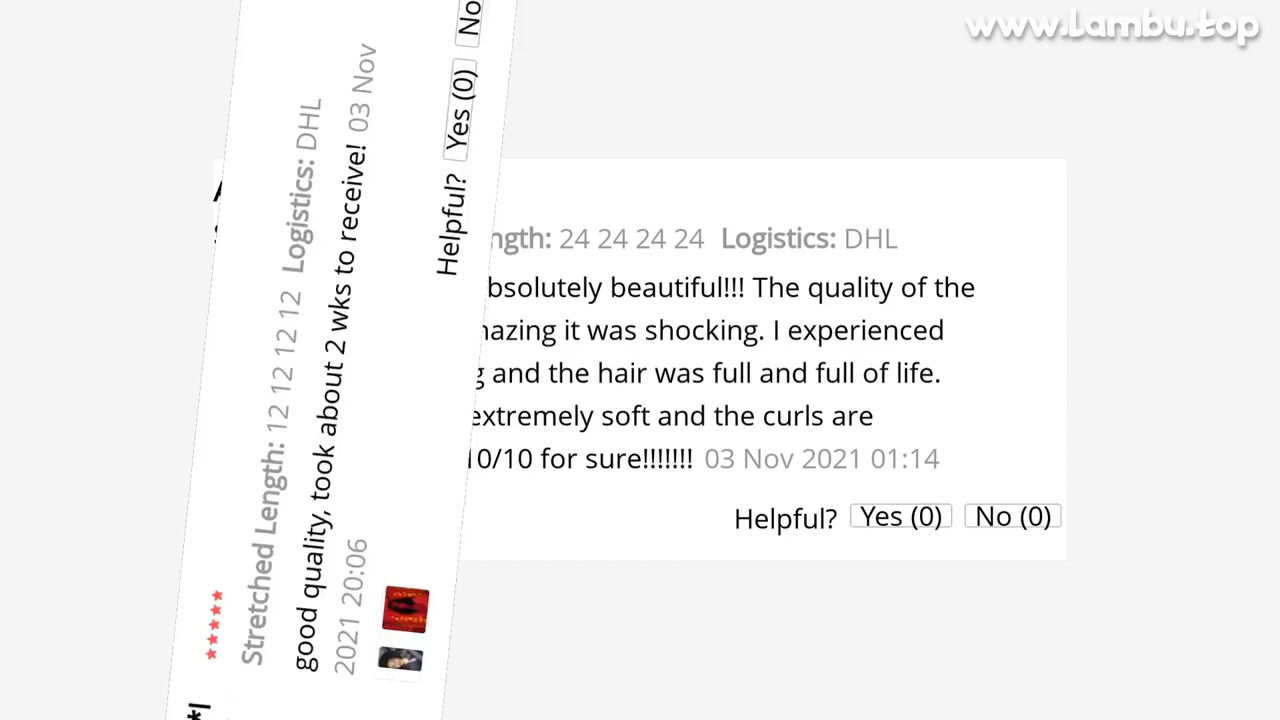 www.Lambu.top
Stretched Length: 12 12 12 12 Logistics: DHL
good quality, took about 2 wks to receive! 03 Nov
2021 20:06
Helpful? Yes (0) No
24 24 24 24 Logistics: DHL
beautiful!!! The quality of the
it was shocking. I experienced
and the hair was full and full of life.
extremely soft and the curls are
10/10 for sure!!!!!!! 03 Nov 2021 01:14
Helpful? Yes (0) No (0)